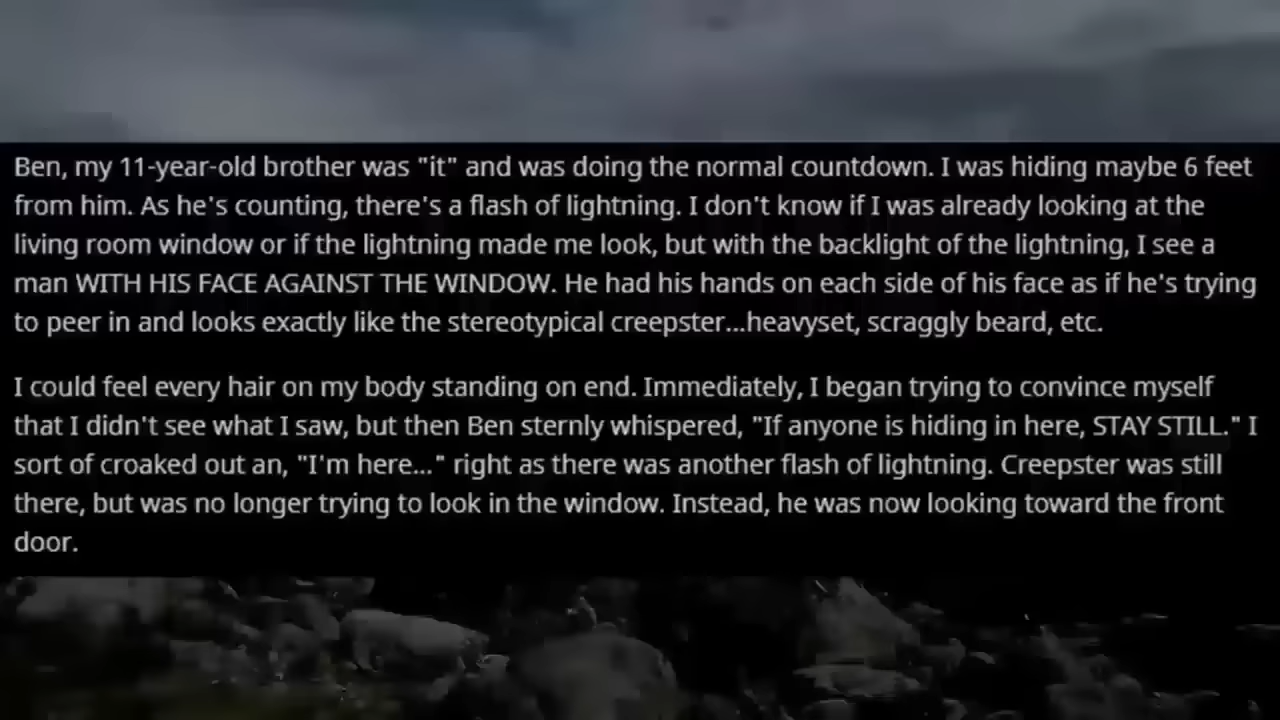 Ben, my 11-year-old brother was "it" and was doing the normal countdown. I was hiding maybe 6 feet
from him. As he's counting, there's a flash of lightning. I don't know if I was already looking at the
living room window or if the lightning made me look, but with the backlight of the lightning, I see a
man WITH HIS FACE AGAINST THE WINDOW. He had his hands on each side of his face as if he's trying
to peer in and looks exactly like the stereotypical creepster...heavyset, scraggly beard, etc.
I could feel every hair on my body standing on end. Immediately, I began trying to convince myself
that I didn't see what I saw, but then Ben sternly whispered, "If anyone is hiding in here, STAY STILL." I
sort of croaked out an, "I'm here..." right as there was another flash of lightning. Creepster was still
there, but was no longer trying to look in the window. Instead, he was now looking toward the front
door.